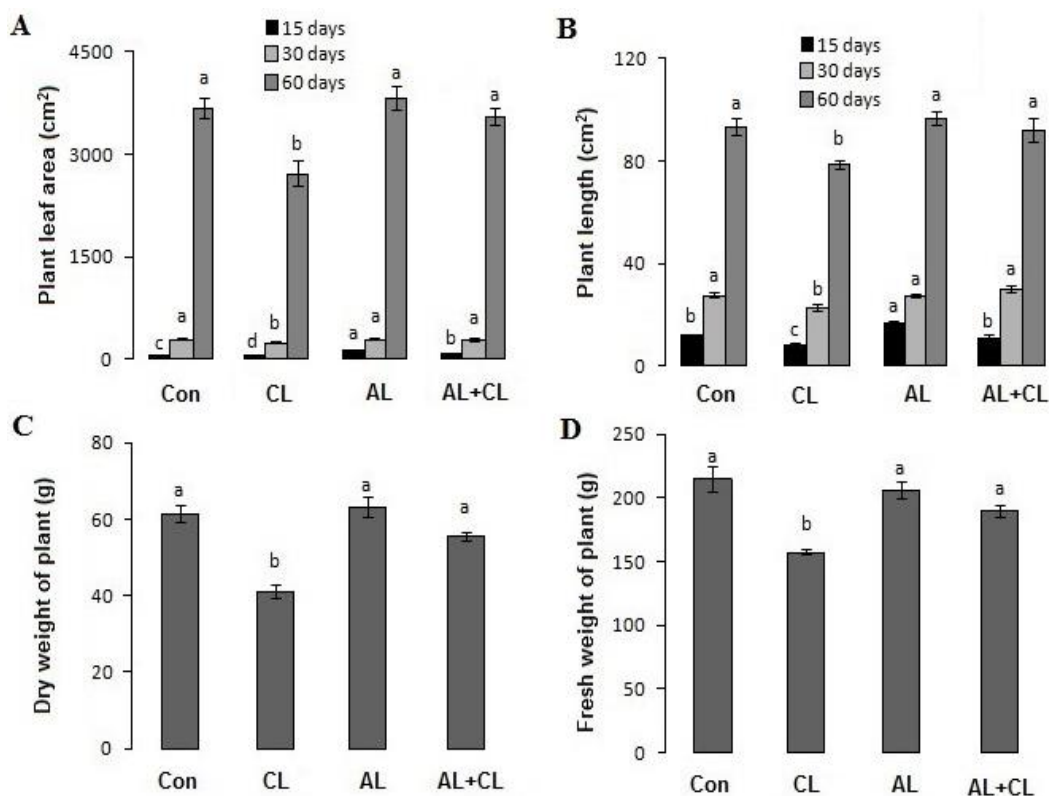 A
15 days
30 days
60 days
Plant leaf area (cm²)
4500
3000
1500
0
c a a
d b b
a a a
b a a
Con CL AL AL+CL
B
15 days
30 days
60 days
Plant length (cm²)
120
80
40
0
b a a
c b b
a a a
b a a
Con CL AL AL+CL
C
Dry weight of plant (g)
80
60
40
20
0
a b a a
Con CL AL AL+CL
D
Fresh weight of plant (g)
250
200
150
100
50
0
a b a a
Con CL AL AL+CL